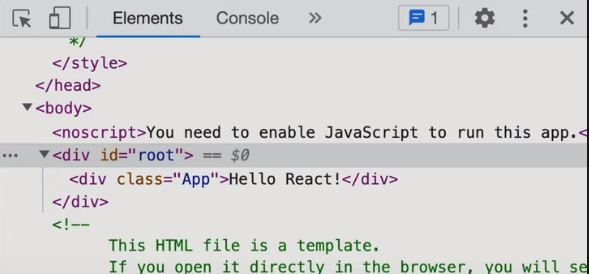 Elements Console » 1
*/
</style>
</head>
<body>
<noscript>You need to enable JavaScript to run this app.<
••• <div id="root"> == $0
<div class="App">Hello React!</div>
</div>
<!--
This HTML file is a template.
If you open it directly in the browser, you will se